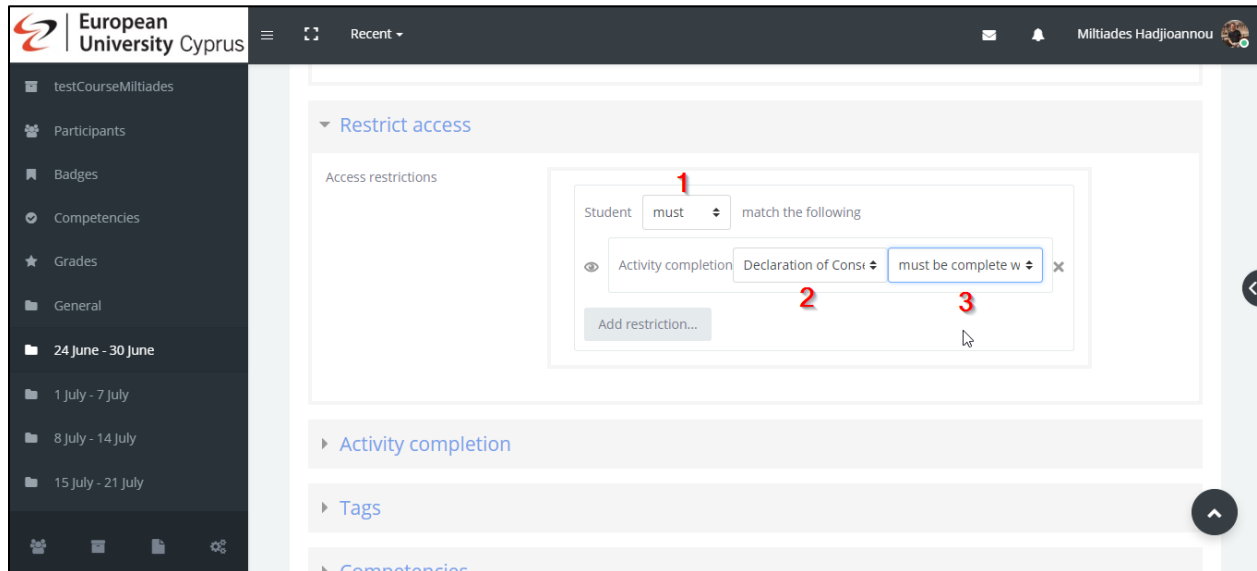 European
University Cyprus
Recent
Miltiades Hadjioannou
testCourseMiltiades
Participants
Badges
Competencies
Grades
General
24 June - 30 June
1 July - 7 July
8 July - 14 July
15 July - 21 July
Restrict access
Access restrictions
1
Student must match the following
Activity completion Declaration of Conse must be complete w
2 3
Add restriction...
Activity completion
Tags
Competencies